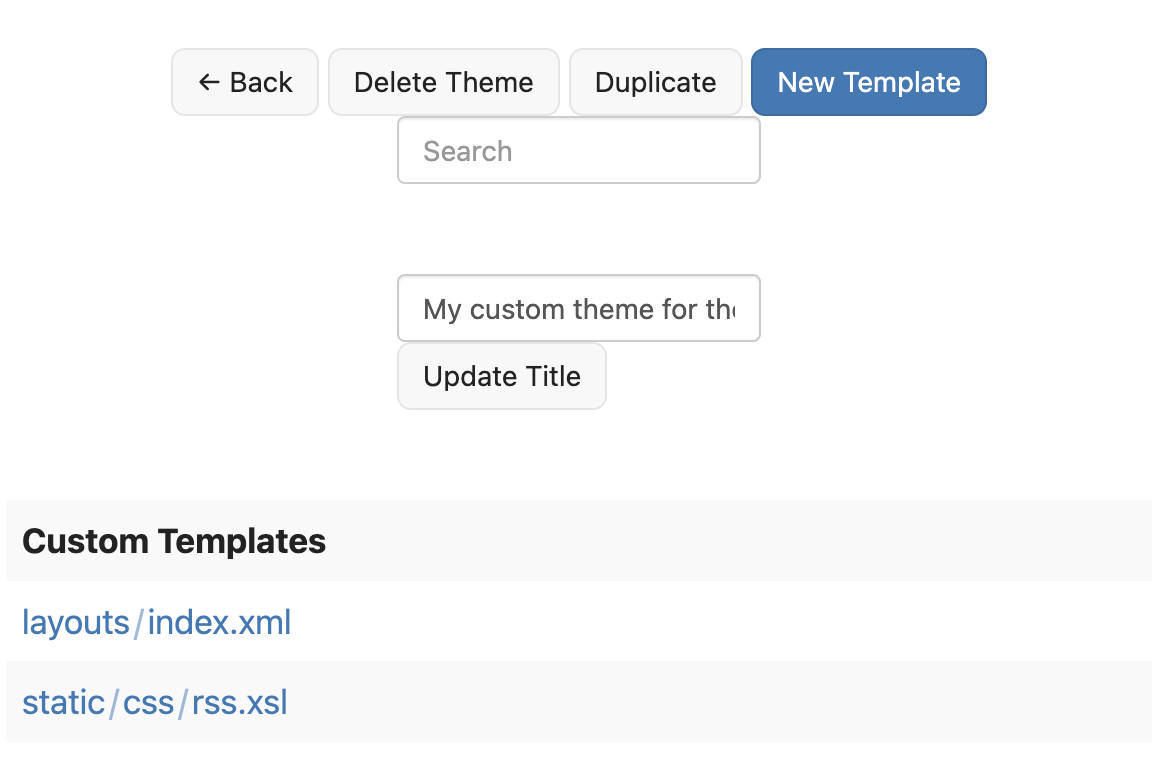 ← Back Delete Theme Duplicate New Template
Search
My custom theme for the
Update Title
Custom Templates
layouts/index.xml
static/css/rss.xsl